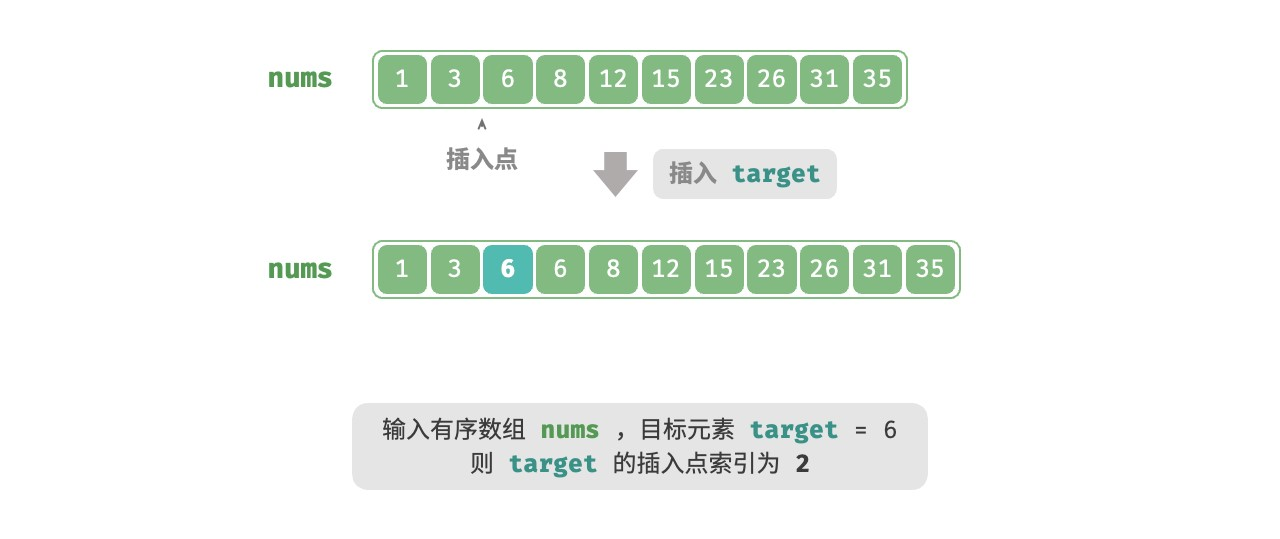 nums 1 3 6 8 12 15 23 26 31 35
插入点
插入 target
nums 1 3 6 6 8 12 15 23 26 31 35
输入有序数组 nums ，目标元素 target = 6
则 target 的插入点索引为 2